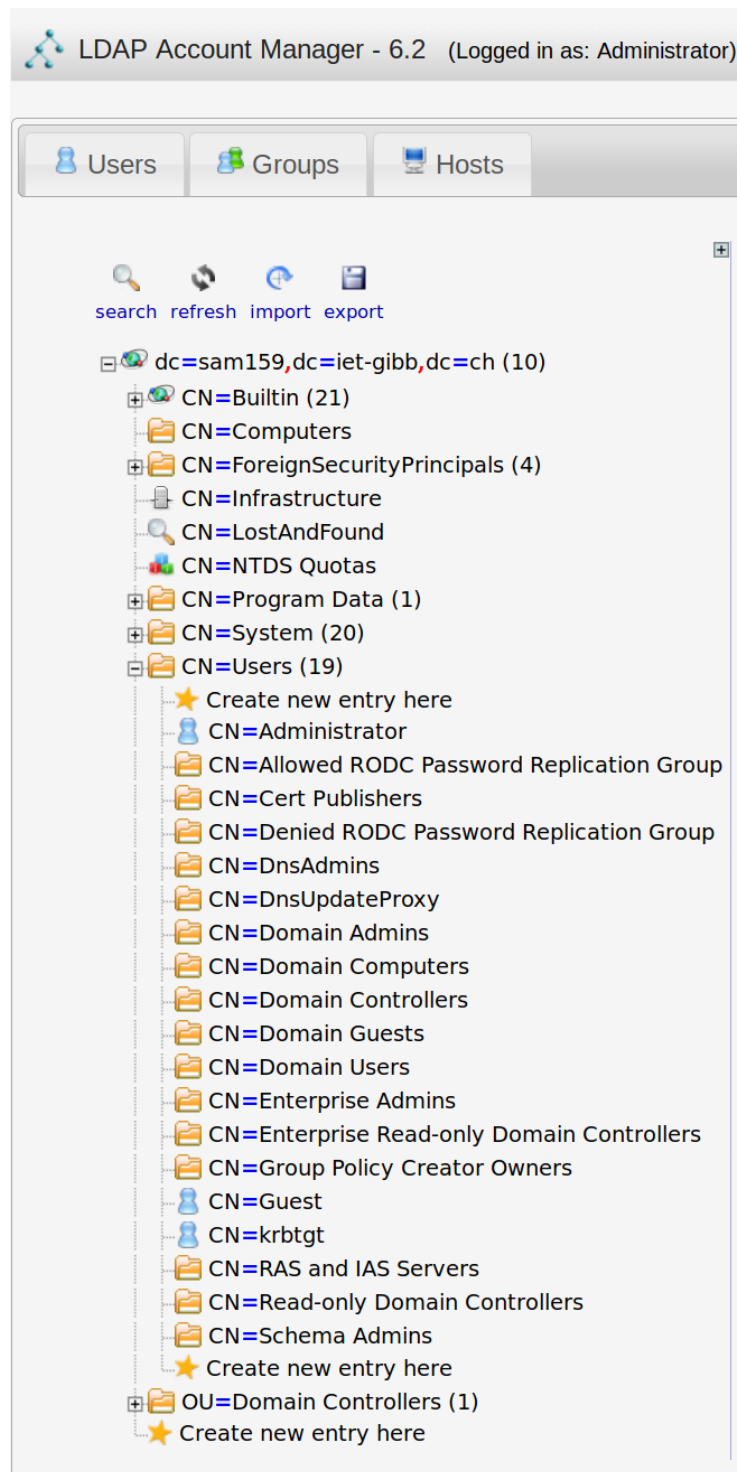 LDAP Account Manager - 6.2 (Logged in as: Administrator)
Users Groups Hosts
search refresh import export
dc=sam159,dc=iet-gibb,dc=ch (10)
CN=Builtin (21)
CN=Computers
CN=ForeignSecurityPrincipals (4)
CN=Infrastructure
CN=LostAndFound
CN=NTDS Quotas
CN=Program Data (1)
CN=System (20)
CN=Users (19)
Create new entry here
CN=Administrator
CN=Allowed RODC Password Replication Group
CN=Cert Publishers
CN=Denied RODC Password Replication Group
CN=DnsAdmins
CN=DnsUpdateProxy
CN=Domain Admins
CN=Domain Computers
CN=Domain Controllers
CN=Domain Guests
CN=Domain Users
CN=Enterprise Admins
CN=Enterprise Read-only Domain Controllers
CN=Group Policy Creator Owners
CN=Guest
CN=krbtgt
CN=RAS and IAS Servers
CN=Read-only Domain Controllers
CN=Schema Admins
Create new entry here
OU=Domain Controllers (1)
Create new entry here